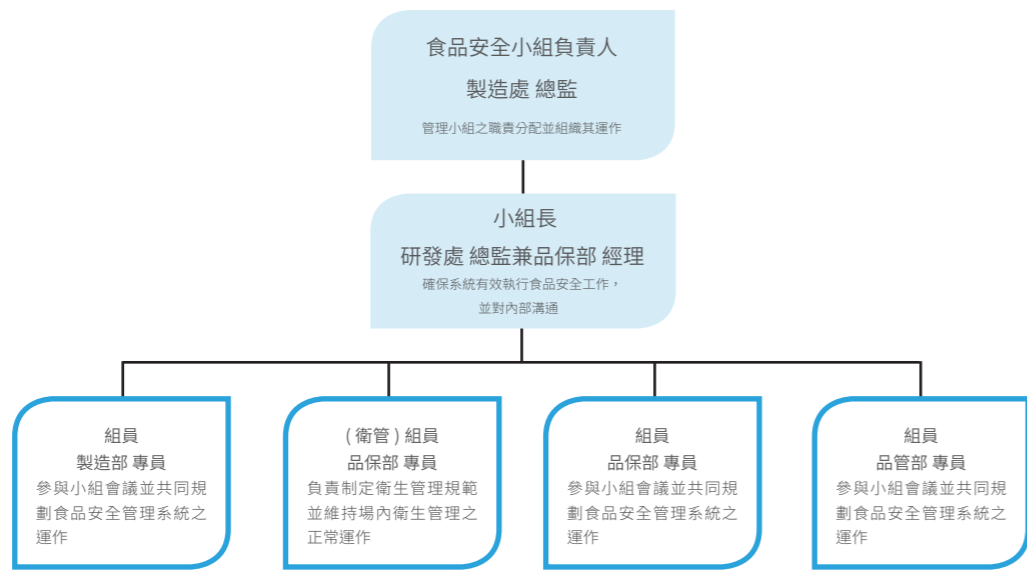 食品安全小組負責人
製造處 總監
管理小組之職責分配並組織其運作
小組長
研發處 總監兼品保部 經理
確保系統有效執行食品安全工作，
並對內部溝通
組員
製造部 專員
參與小組會議並共同規
劃食品安全管理系統之
運作
( 衛管 ) 組員
品保部 專員
負責制定衛生管理規範
並維持場內衛生管理之
正常運作
組員
品保部 專員
參與小組會議並共同規
劃食品安全管理系統之
運作
組員
品管部 專員
參與小組會議並共同規
劃食品安全管理系統之
運作